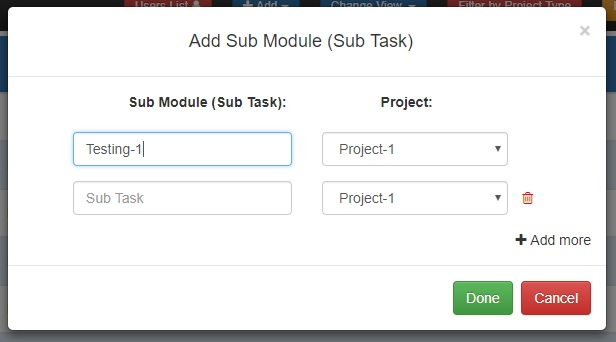 Users List Add Change View Filter by Project Type
Add Sub Module (Sub Task) ×
Sub Module (Sub Task): Project:
Testing-1 Project-1
Sub Task Project-1
Add more
Done Cancel